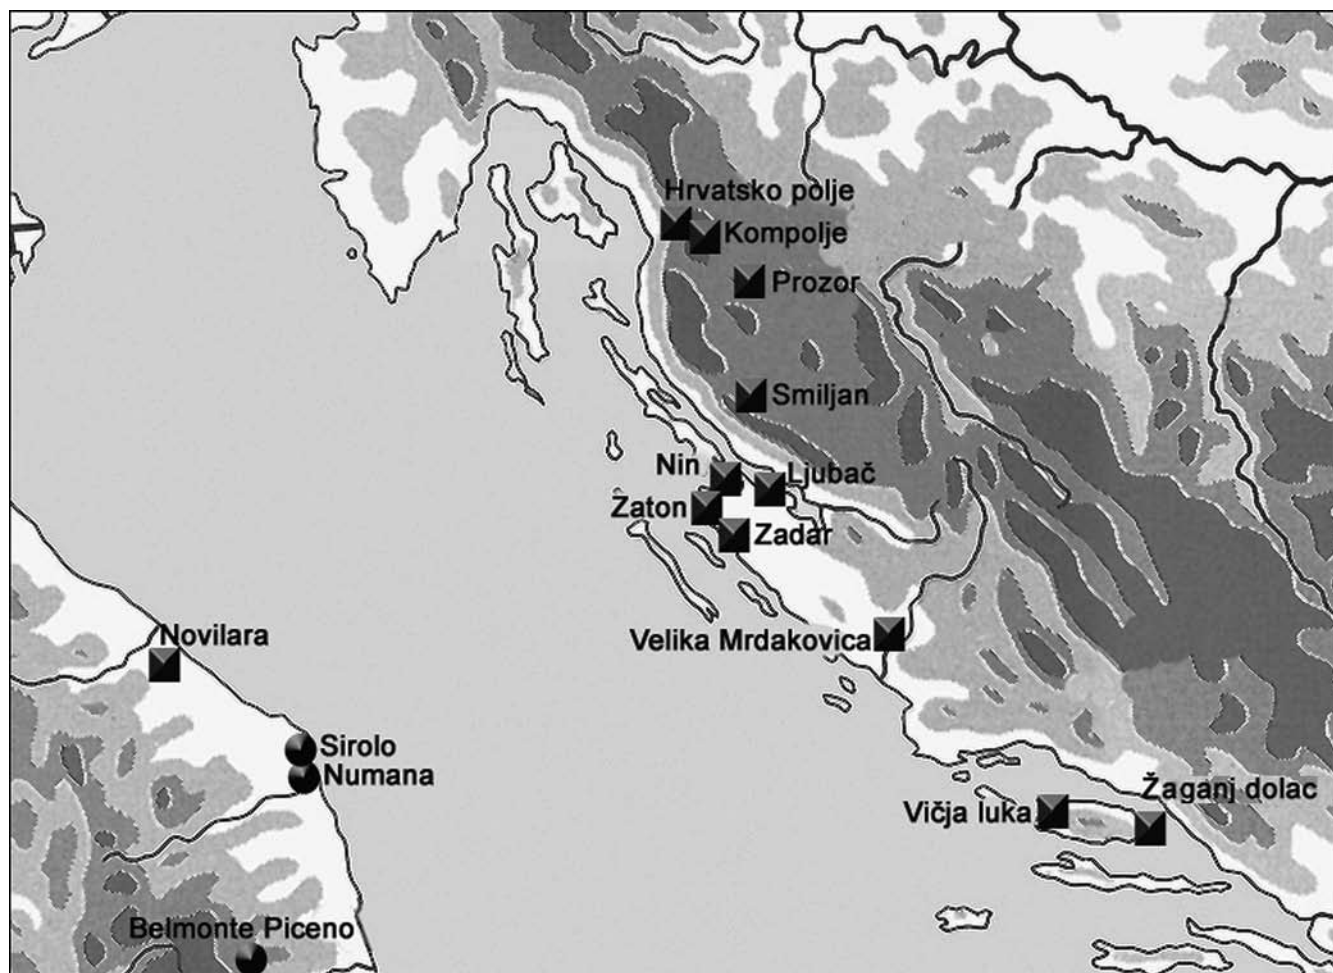 Hrvatsko polje
Kompolje
Prozor
Smiljan
Nin
Ljubač
Zaton
Zadar
Novilara
Velika Mrdakovica
Sirolo
Numana
Žaganj dolac
Vičja luka
Belmonte Piceno